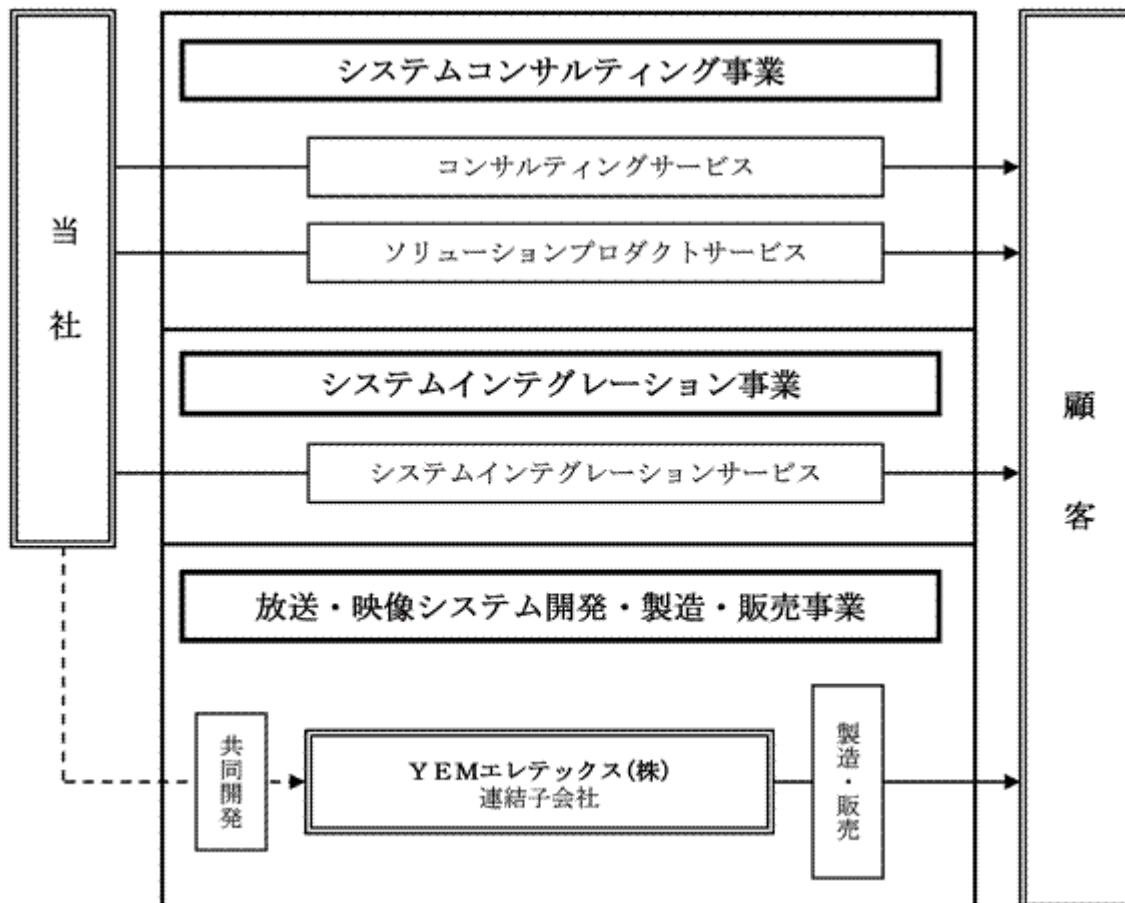 当社
システムコンサルティング事業
コンサルティングサービス
ソリューションプロダクトサービス
システムインテグレーション事業
システムインテグレーションサービス
放送・映像システム開発・製造・販売事業
共同開発
YEMエレテックス(株)
連結子会社
製造・販売
顧客